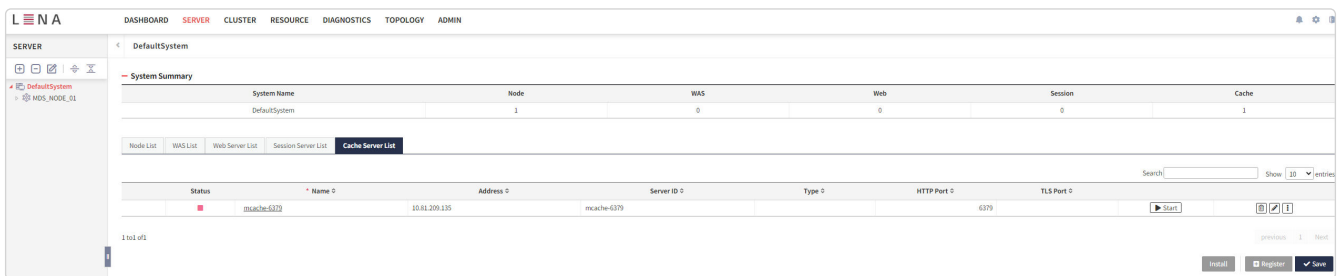 LENA
DASHBOARD SERVER CLUSTER RESOURCE DIAGNOSTICS TOPOLOGY ADMIN
SERVER
DefaultSystem
DefaultSystem
MDS_NODE_01
System Summary
System Name Node WAS Web Session Cache
DefaultSystem 1 0 0 0 1
Node List WAS List Web Server List Session Server List Cache Server List
Search Show 10 entries
Status * Name Address Server ID Type HTTP Port TLS Port
mcache-6379 10.81.209.135 mcache-6379 6379 Start
1 to1 of1
previous 1 Next
Install Register Save